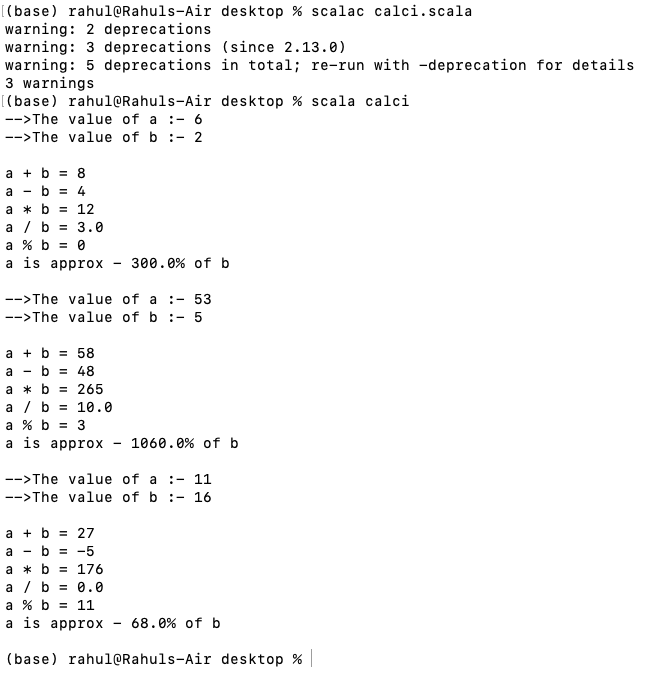 [(base) rahul@Rahuls-Air desktop % scalac calci.scala
warning: 2 deprecations
warning: 3 deprecations (since 2.13.0)
warning: 5 deprecations in total; re-run with -deprecation for details
3 warnings
[(base) rahul@Rahuls-Air desktop % scala calci
-->The value of a :- 6
-->The value of b :- 2

a + b = 8
a - b = 4
a * b = 12
a / b = 3.0
a % b = 0
a is approx - 300.0% of b

-->The value of a :- 53
-->The value of b :- 5

a + b = 58
a - b = 48
a * b = 265
a / b = 10.0
a % b = 3
a is approx - 1060.0% of b

-->The value of a :- 11
-->The value of b :- 16

a + b = 27
a - b = -5
a * b = 176
a / b = 0.0
a % b = 11
a is approx - 68.0% of b

(base) rahul@Rahuls-Air desktop %